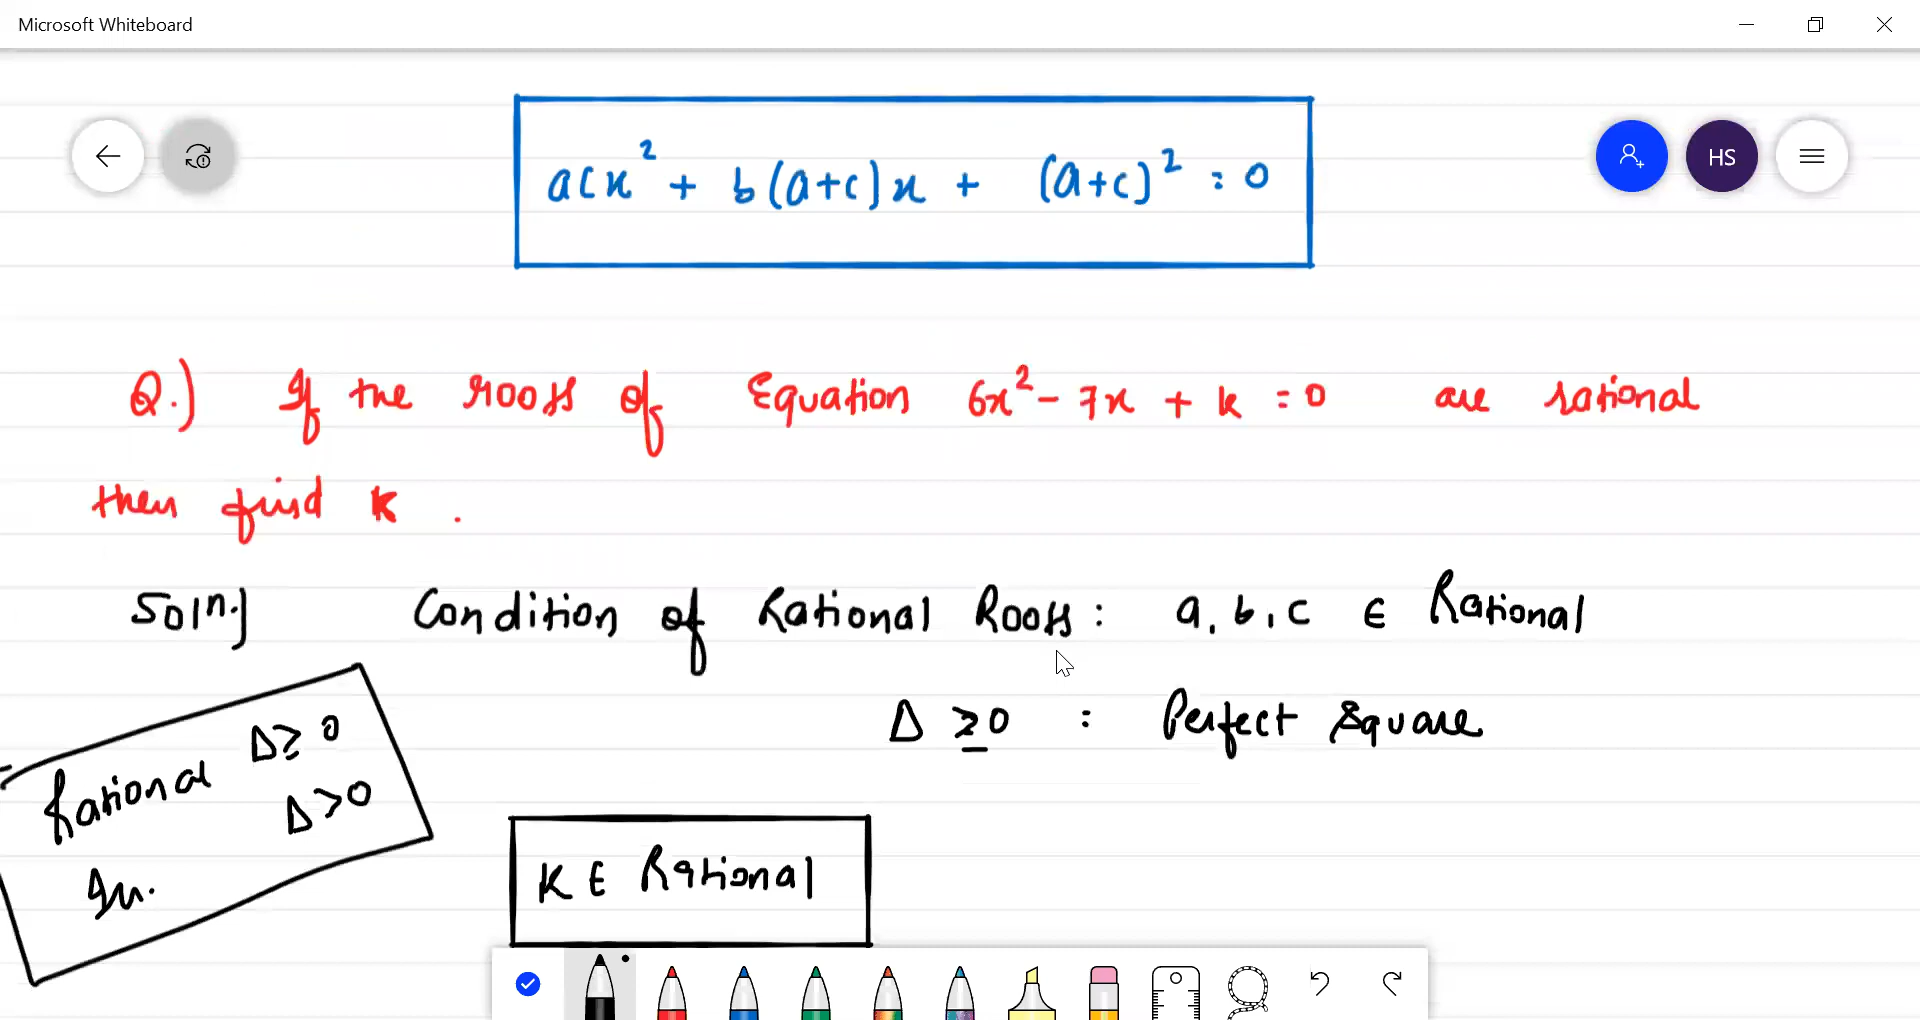 Microsoft Whiteboard
acx² + b(a+c)x + (a+c)² = 0
HS
Q.) If the roots of Equation 6x² - 7x + k = 0 are rational
then find K .
Soln.] Condition of Rational Roots : a, b, c ∈ Rational
Δ ≥ 0 : Perfect Square
Rational Δ ≥ 0
Δ > 0
K ∈ Rational